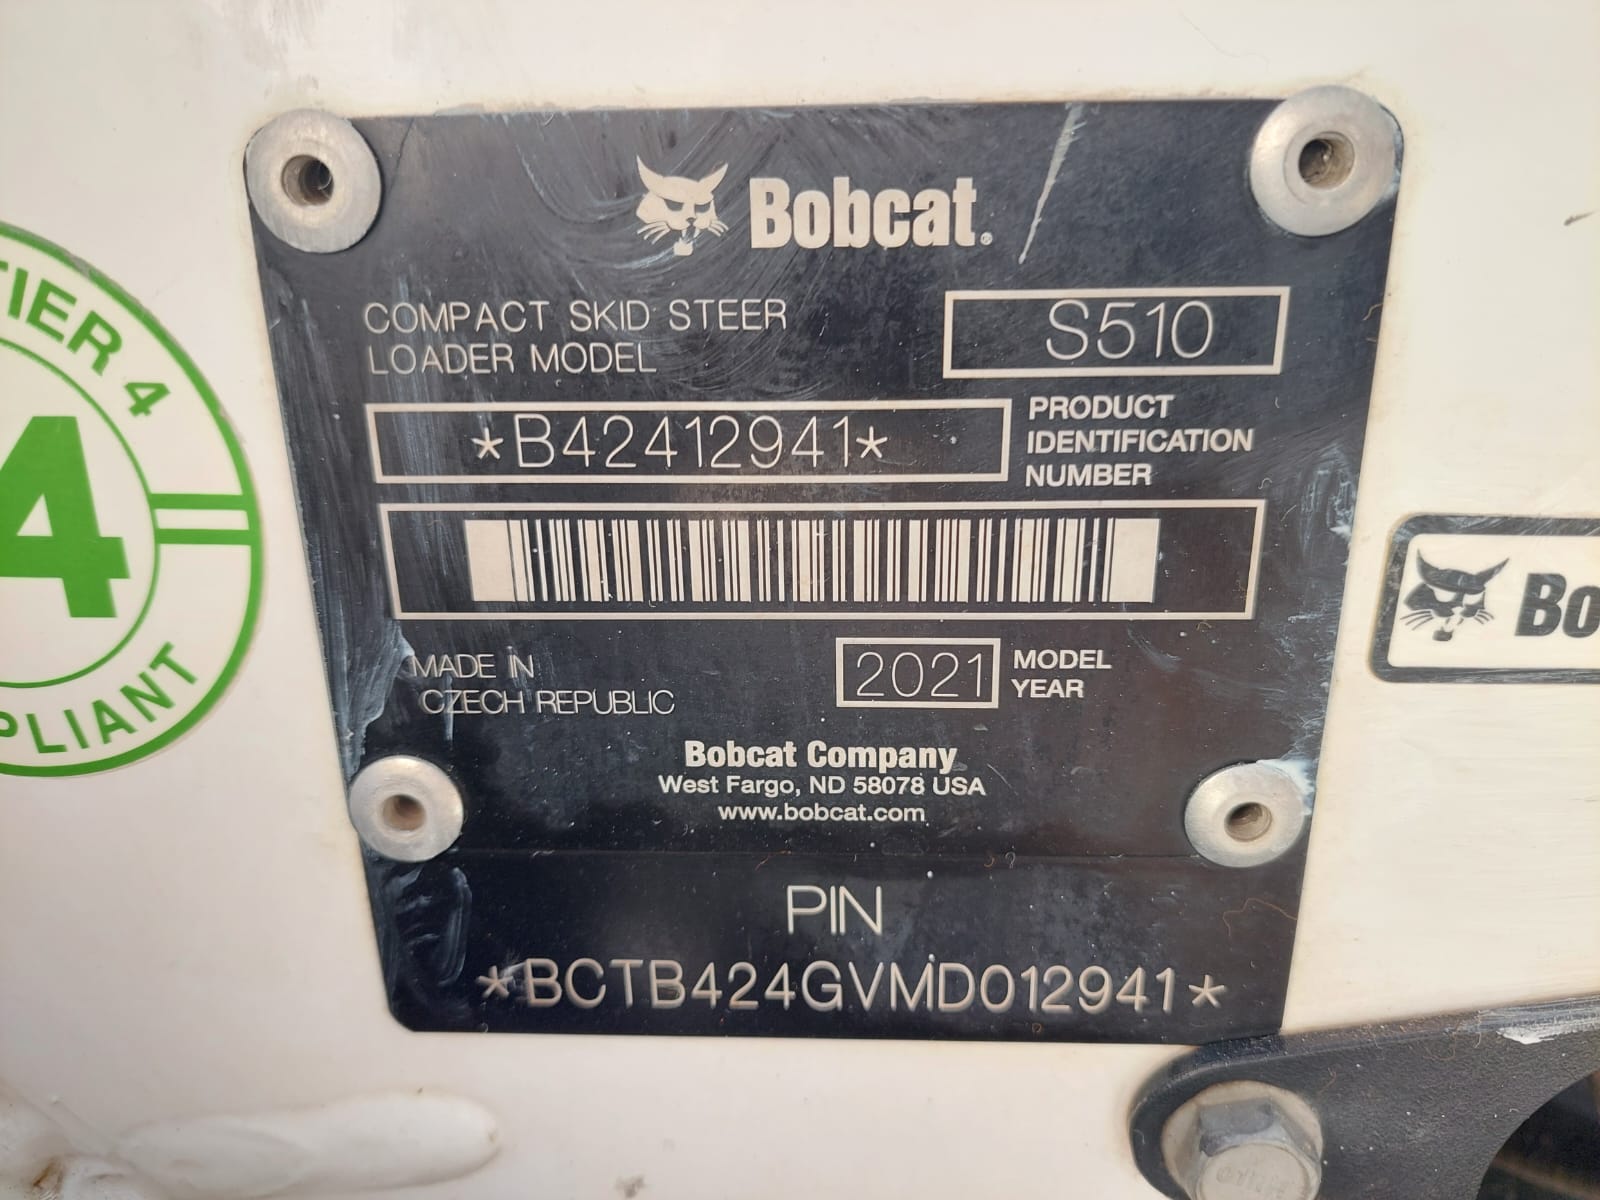 Bobcat.
COMPACT SKID STEER
LOADER MODEL
S510
*B42412941*
PRODUCT
IDENTIFICATION
NUMBER
MADE IN
CZECH REPUBLIC
2021
MODEL
YEAR
Bobcat Company
West Fargo, ND 58078 USA
www.bobcat.com
PIN
*BCTB424GVMD012941*
TIER 4
4
PLIANT
Bo